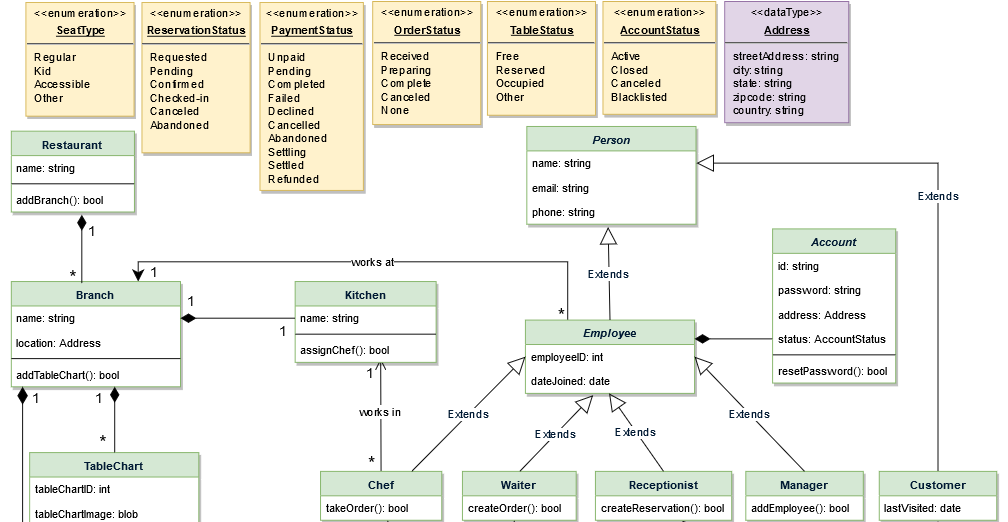 <<enumeration>>
SeatType
Regular
Kid
Accessible
Other
<<enumeration>>
ReservationStatus
Requested
Pending
Confirmed
Checked-in
Canceled
Abandoned
<<enumeration>>
PaymentStatus
Unpaid
Pending
Completed
Failed
Declined
Cancelled
Abandoned
Settling
Settled
Refunded
<<enumeration>>
OrderStatus
Received
Preparing
Complete
Canceled
None
<<enumeration>>
TableStatus
Free
Reserved
Occupied
Other
<<enumeration>>
AccountStatus
Active
Closed
Canceled
Blacklisted
<<dataType>>
Address
streetAddress: string
city: string
state: string
zipcode: string
country: string
Restaurant
name: string
addBranch(): bool
1
*
Person
name: string
email: string
phone: string
Extends
Extends
Account
id: string
password: string
address: Address
status: AccountStatus
resetPassword(): bool
works at
1
*
Branch
name: string
location: Address
addTableChart(): bool
1
1
Kitchen
name: string
assignChef(): bool
Employee
employeeID: int
dateJoined: date
1
1
*
1
works in
*
Extends
Extends
Extends
Extends
TableChart
tableChartID: int
tableChartImage: blob
Chef
takeOrder(): bool
Waiter
createOrder(): bool
Receptionist
createReservation(): bool
Manager
addEmployee(): bool
Customer
lastVisited: date